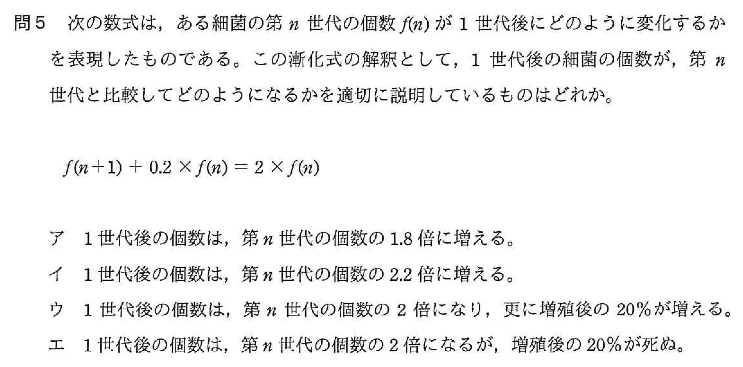 問5 次の数式は，ある細菌の第 n 世代の個数 f(n) が 1 世代後にどのように変化するか
を表現したものである。この漸化式の解釈として，1 世代後の細菌の個数が，第 n
世代と比較してどのようになるかを適切に説明しているものはどれか。
f(n＋1) ＋ 0.2 × f(n) ＝ 2 × f(n)
ア 1 世代後の個数は，第 n 世代の個数の 1.8 倍に増える。
イ 1 世代後の個数は，第 n 世代の個数の 2.2 倍に増える。
ウ 1 世代後の個数は，第 n 世代の個数の 2 倍になり，更に増殖後の 20％が増える。
エ 1 世代後の個数は，第 n 世代の個数の 2 倍になるが，増殖後の 20％が死ぬ。